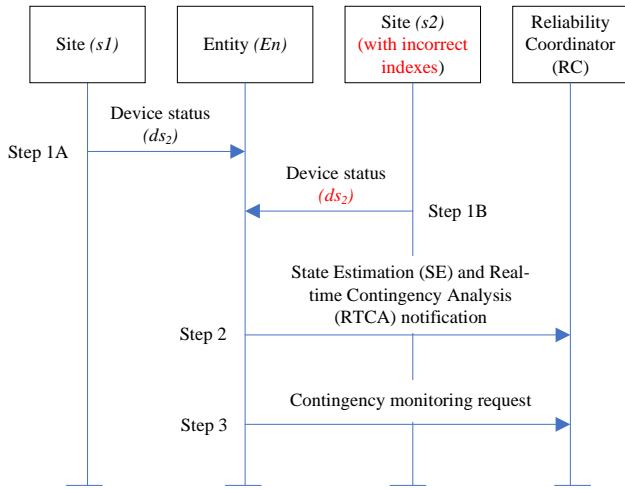 Site (s1)
Entity (En)
Site (s2)
(with incorrect
indexes)
Reliability
Coordinator
(RC)
Device status
(ds2)
Step 1A
Device status
(ds2)
Step 1B
State Estimation (SE) and Real-
time Contingency Analysis
(RTCA) notification
Step 2
Contingency monitoring request
Step 3